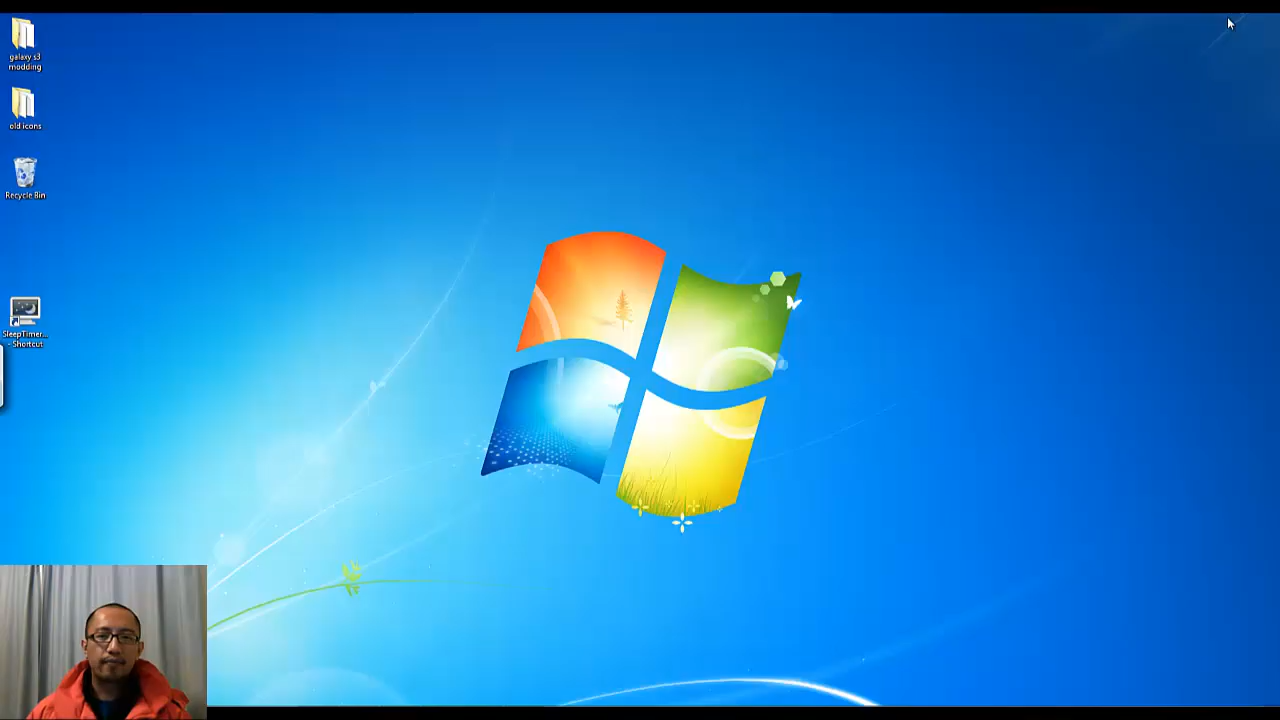 galaxy s3
modding
old icons
Recycle Bin
SleepTimer...
- Shortcut